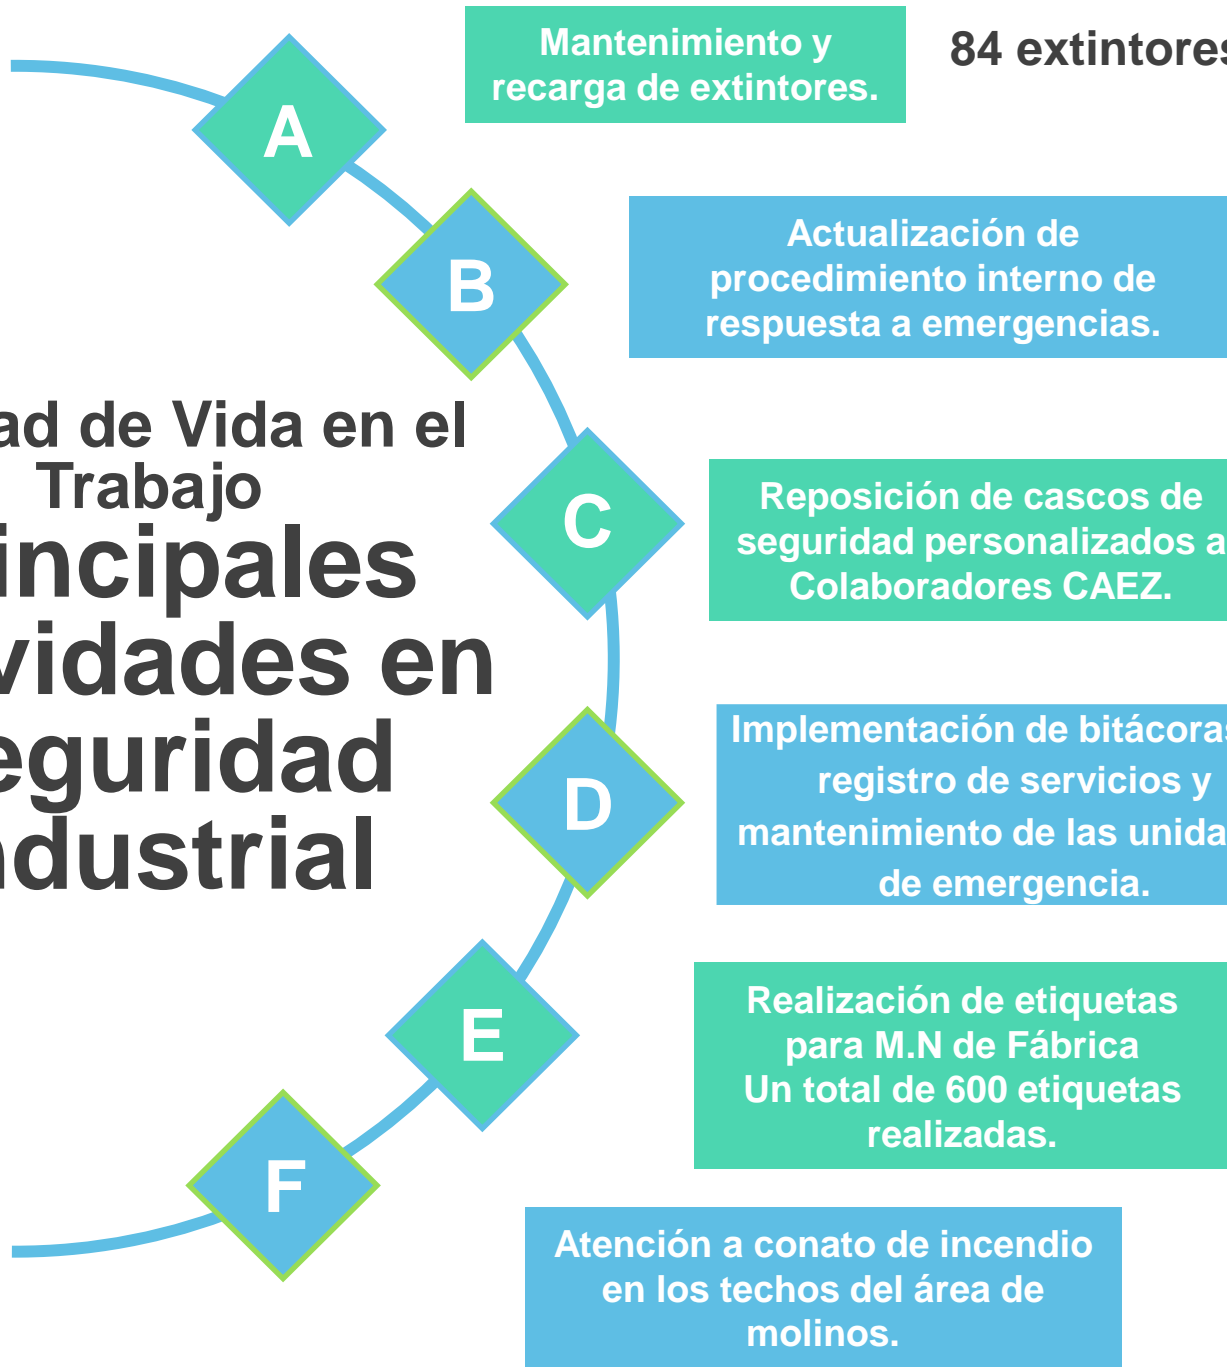 A
Mantenimiento y
recarga de extintores.
84 extintores
B
Actualización de
procedimiento interno de
respuesta a emergencias.
ad de Vida en el
Trabajo
incipales
vidades en
eguridad
ndustrial
C
Reposición de cascos de
seguridad personalizados a
Colaboradores CAEZ.
D
Implementación de bitácoras
registro de servicios y
mantenimiento de las unida
de emergencia.
E
Realización de etiquetas
para M.N de Fábrica
Un total de 600 etiquetas
realizadas.
F
Atención a conato de incendio
en los techos del área de
molinos.